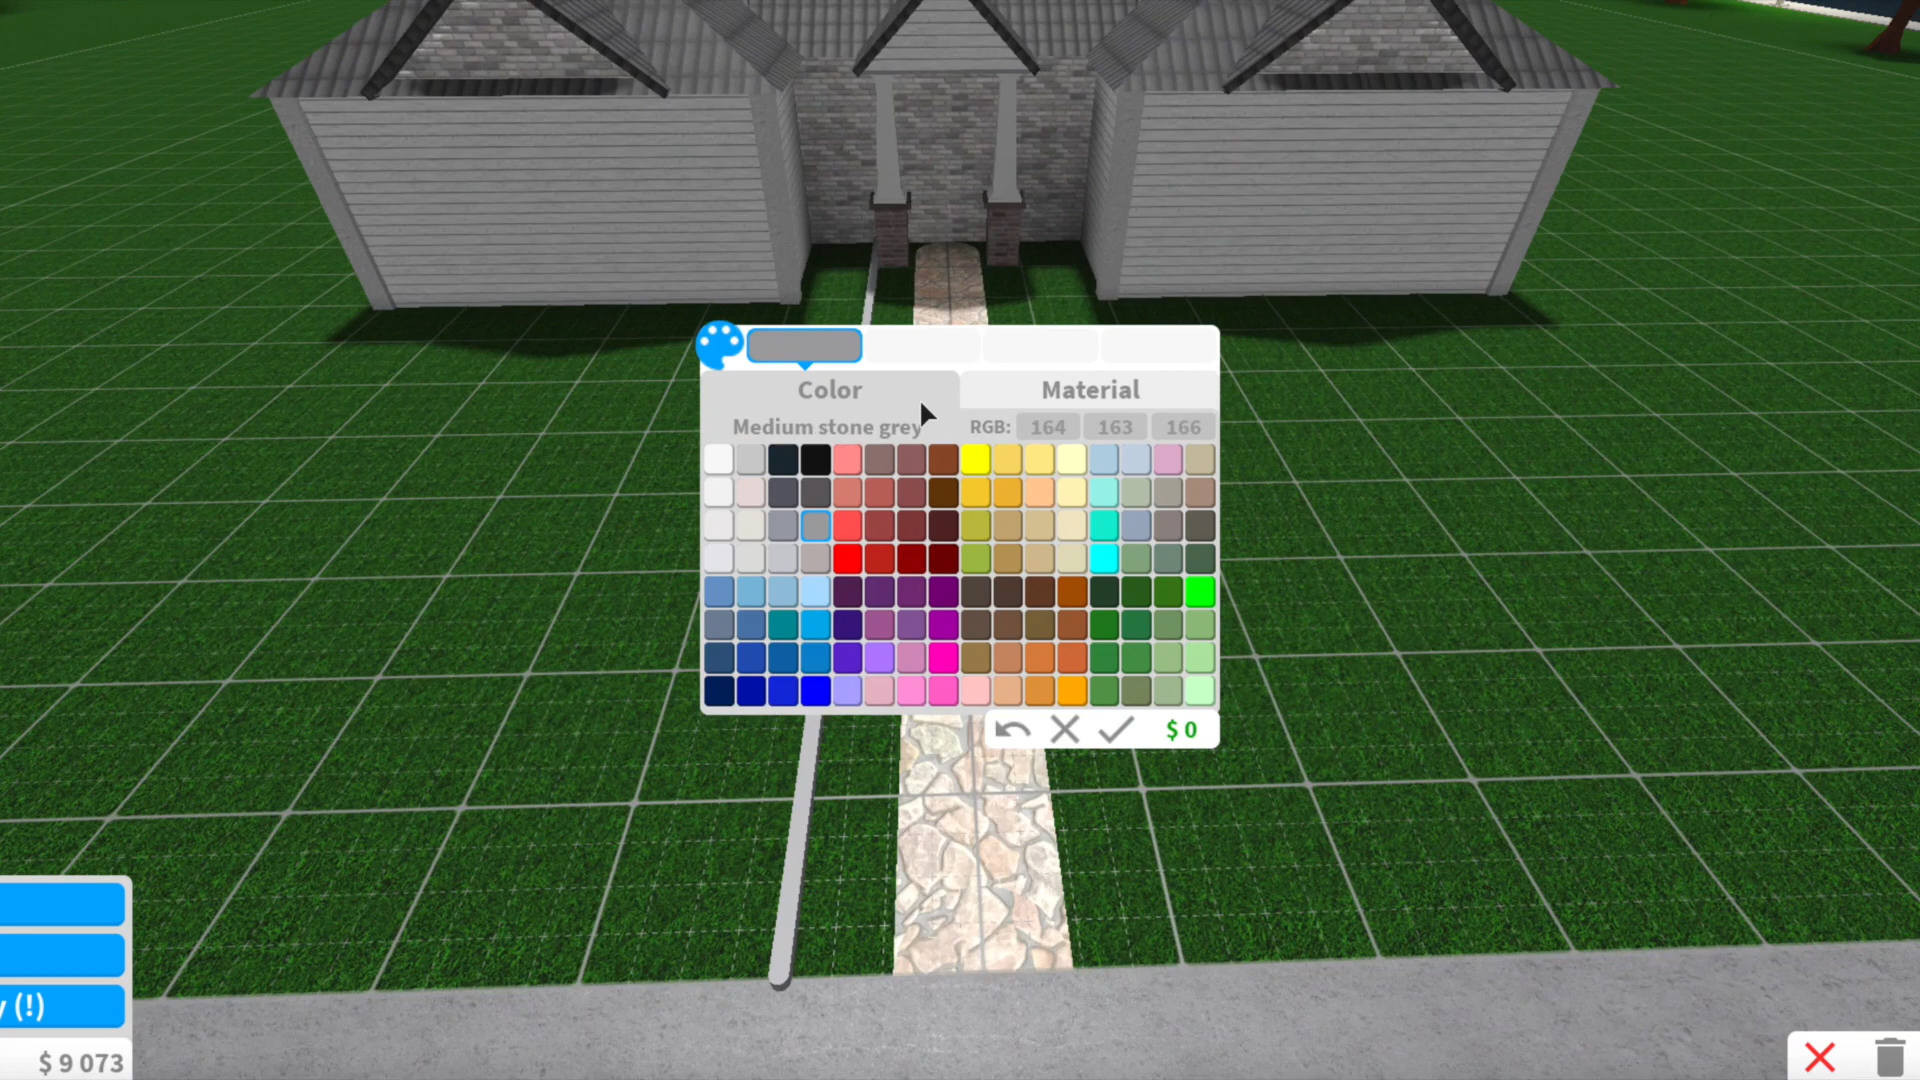 Color
Material
Medium stone grey
RGB: 164 163 166
$ 0
y (!)
$ 9 073